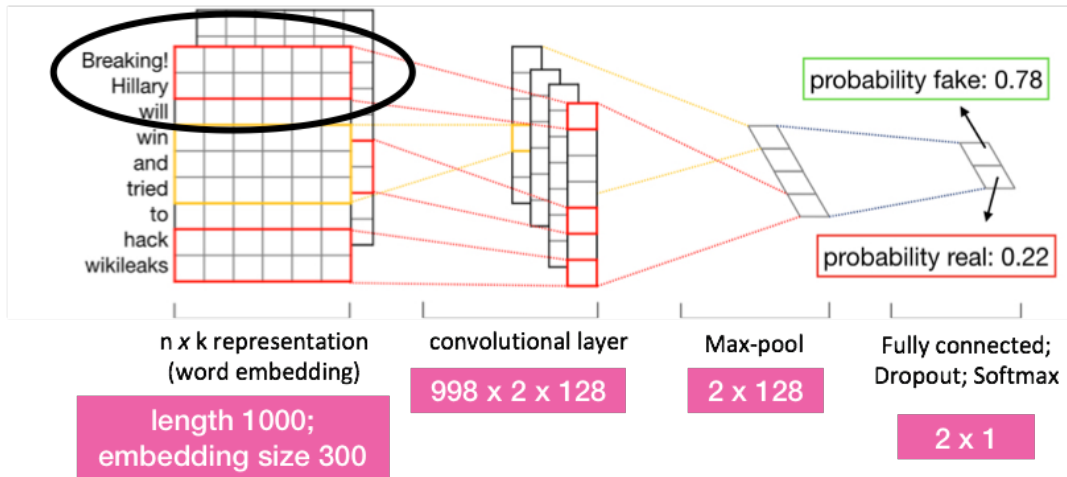 Breaking!
Hillary
will
win
and
tried
to
hack
wikileaks
probability fake: 0.78
probability real: 0.22
n x k representation
(word embedding)
length 1000;
embedding size 300
convolutional layer
998 x 2 x 128
Max-pool
2 x 128
Fully connected;
Dropout; Softmax
2 x 1